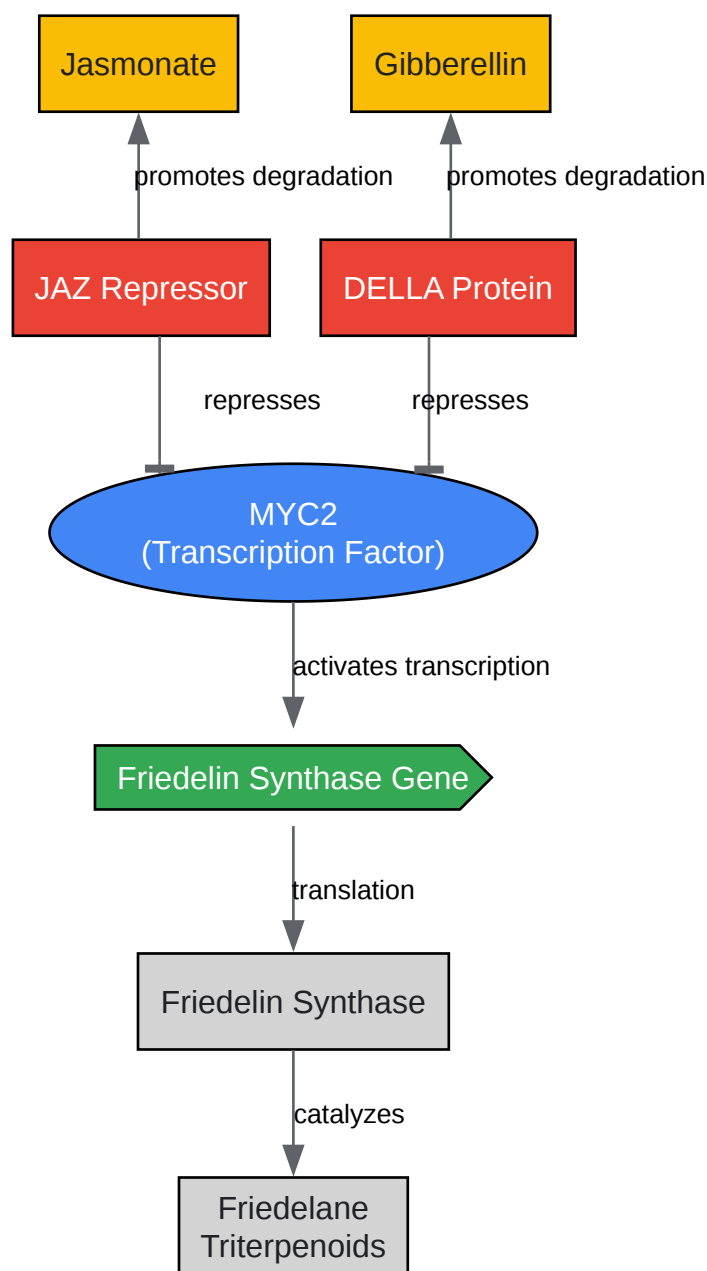 Jasmonate
Gibberellin
promotes degradation
promotes degradation
JAZ Repressor
DELLA Protein
represses
represses
MYC2
(Transcription Factor)
activates transcription
Friedelin Synthase Gene
translation
Friedelin Synthase
catalyzes
Friedelane
Triterpenoids